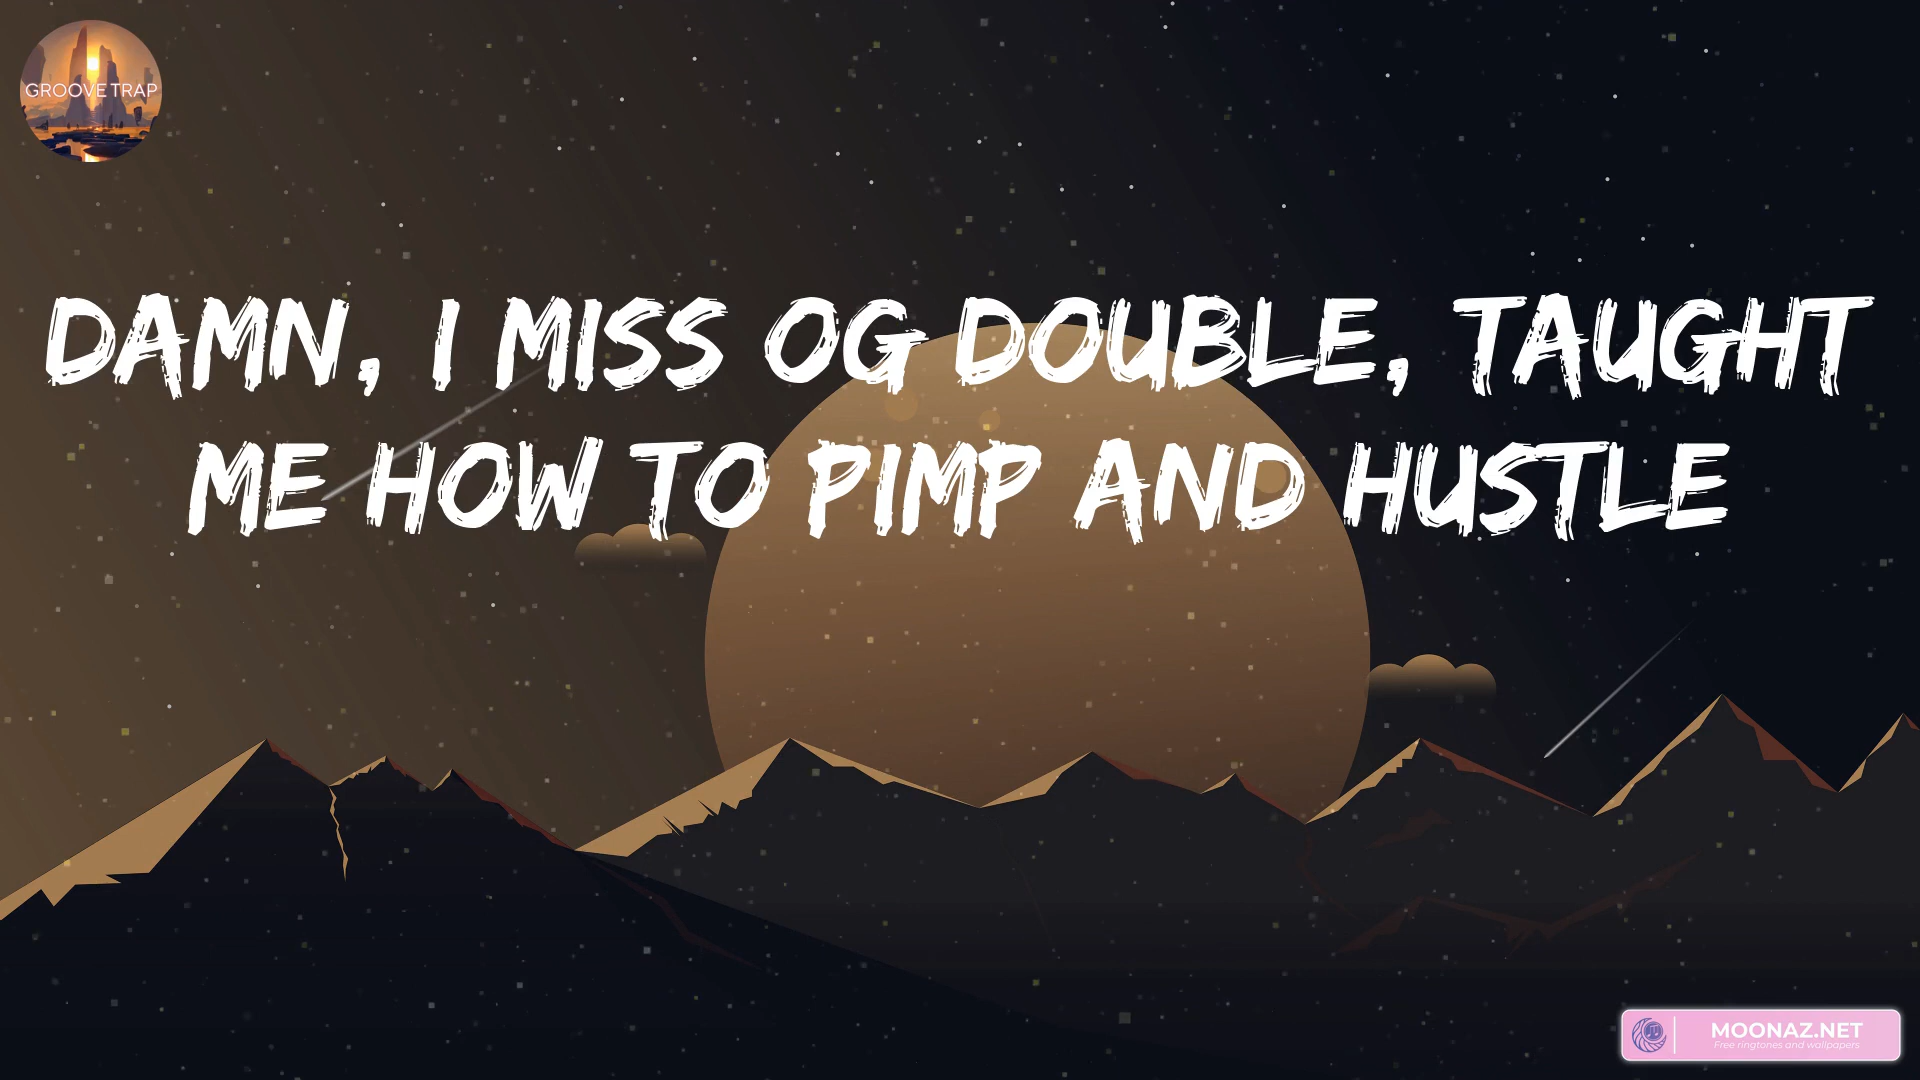 GROOVE TRAP
DAMN, I MISS OG DOUBLE, TAUGHT
ME HOW TO PIMP AND HUSTLE
MOONAZ.NET
Free ringtones and wallpapers